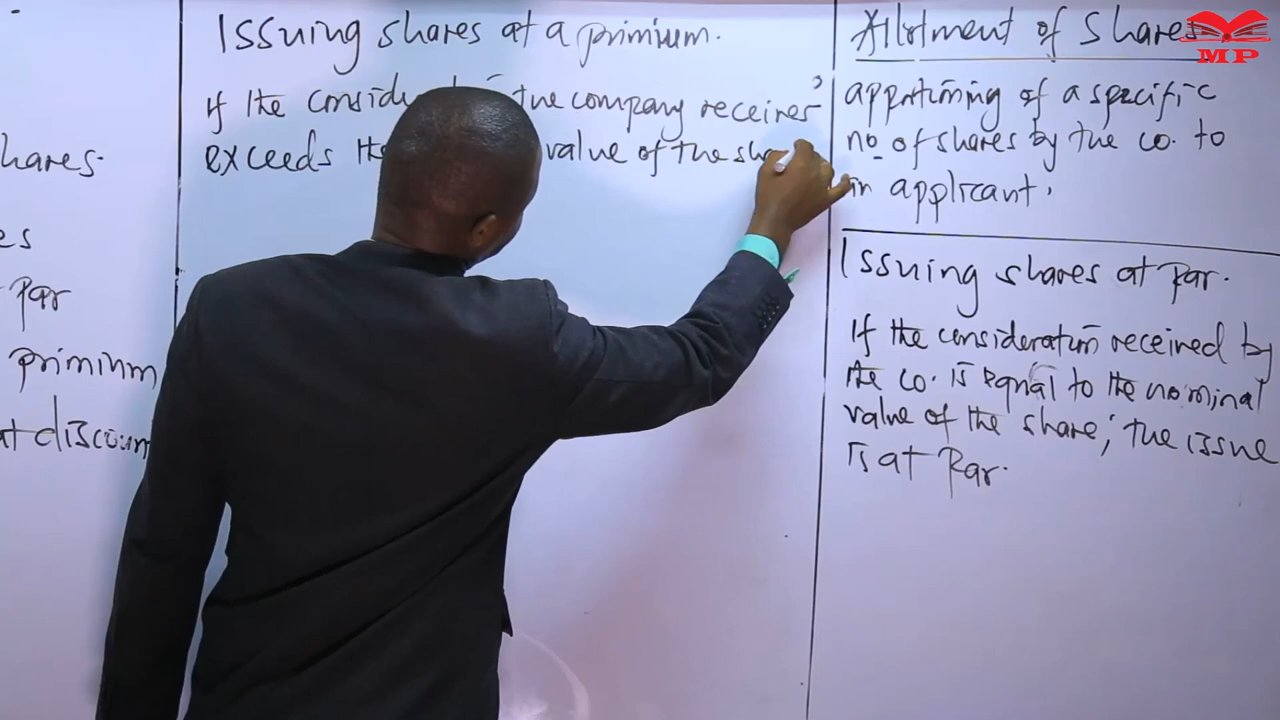 hares.
es
par
priminm
at discoun
Issuing shares at a primium.
If the conside the company receives
exceeds the value of the sha
Allotment of Shares
apportioning of a specific
no of shares by the co. to
an applicant.
Issuing shares at Par.
If the consideration received by
the co. is equal to the nominal
value of the share, the issue
is at Par.
MP